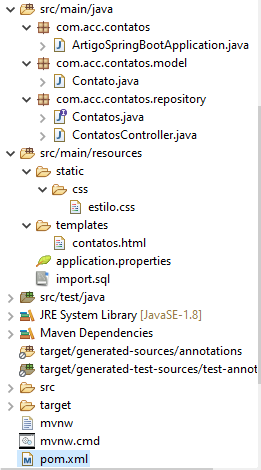 src/main/java
com.acc.contatos
ArtigoSpringBootApplication.java
com.acc.contatos.model
Contato.java
com.acc.contatos.repository
Contatos.java
ContatosController.java
src/main/resources
static
css
estilo.css
templates
contatos.html
application.properties
import.sql
src/test/java
JRE System Library [JavaSE-1.8]
Maven Dependencies
target/generated-sources/annotations
target/generated-test-sources/test-annot
src
target
mvnw
mvnw.cmd
pom.xml